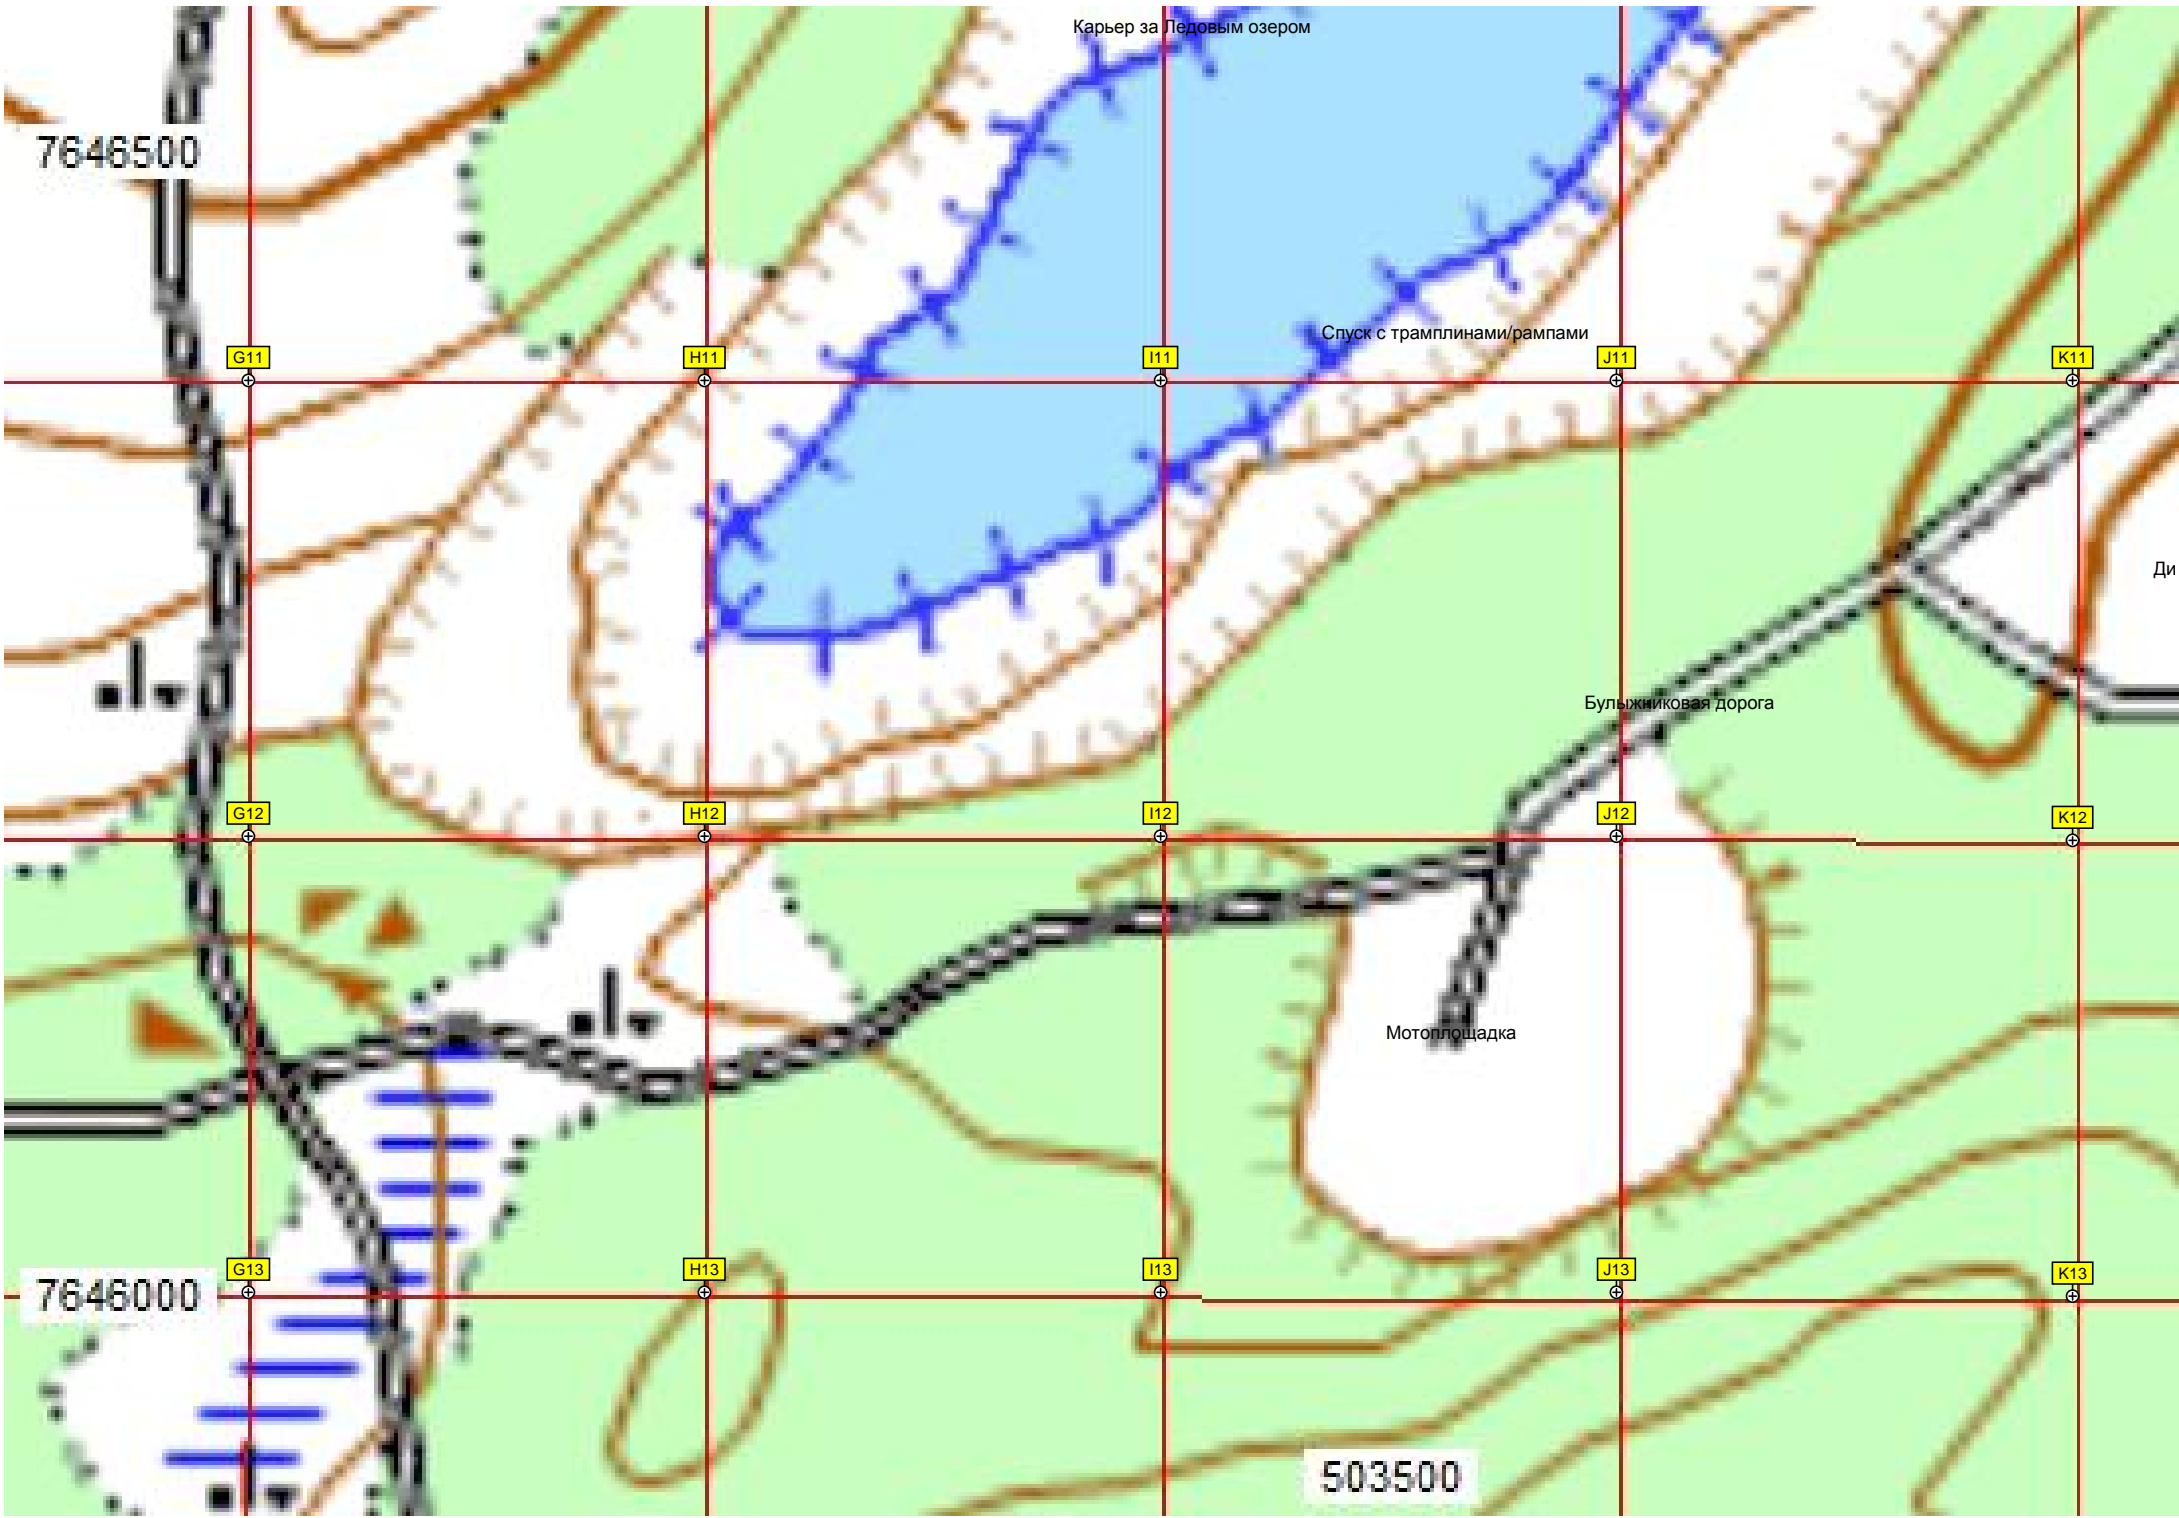 Карьер за Ледовым озером
7646500
Спуск с трамплинами/рампами
G11
H11
I11
J11
K11
Ди
Булыжниковая дорога
G12
H12
I12
J12
K12
Мотоплощадка
G13
H13
I13
J13
K13
7646000
503500